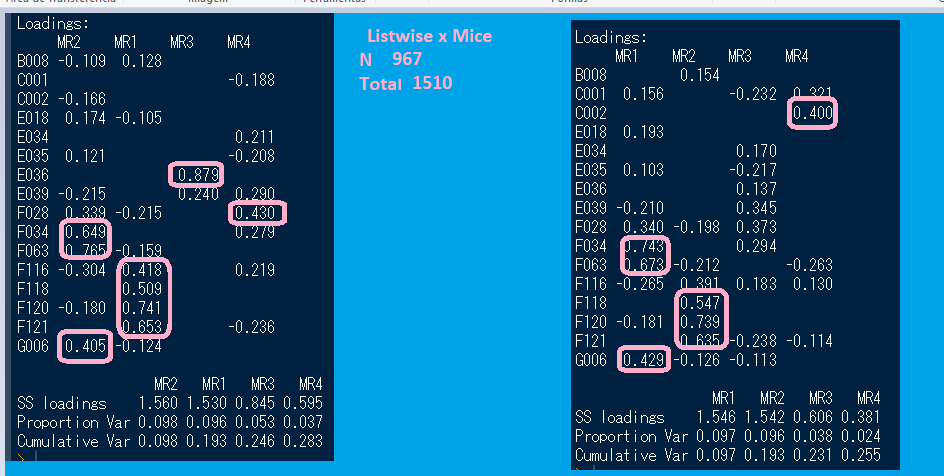 Área de Transferência Imagem Ferramentas Formas
Loadings:
MR2 MR1 MR3 MR4
B008 -0.109 0.128
C001 -0.188
C002 -0.166
E018 0.174 -0.105
E034 0.211
E035 0.121 -0.208
E036 0.879
E039 -0.215 0.240 0.290
F028 0.339 -0.215 0.430
F034 0.649 0.279
F063 0.765 -0.159
F116 -0.304 0.418 0.219
F118 0.509
F120 -0.180 0.741
F121 0.653 -0.236
G006 0.405 -0.124
MR2 MR1 MR3 MR4
SS loadings 1.560 1.530 0.845 0.595
Proportion Var 0.098 0.096 0.053 0.037
Cumulative Var 0.098 0.193 0.246 0.283
>
Listwise x Mice
N 967
Total 1510
Loadings:
MR1 MR2 MR3 MR4
B008 0.154
C001 0.156 -0.232 0.321
C002 0.400
E018 0.193
E034 0.170
E035 0.103 -0.217
E036 0.137
E039 -0.210 0.345
F028 0.340 -0.198 0.373
F034 0.743 0.294
F063 0.673 -0.212 -0.263
F116 -0.265 0.391 0.183 0.130
F118 0.547
F120 -0.181 0.739
F121 0.635 -0.238 -0.114
G006 0.429 -0.126 -0.113
MR1 MR2 MR3 MR4
SS loadings 1.546 1.542 0.606 0.381
Proportion Var 0.097 0.096 0.038 0.024
Cumulative Var 0.097 0.193 0.231 0.255